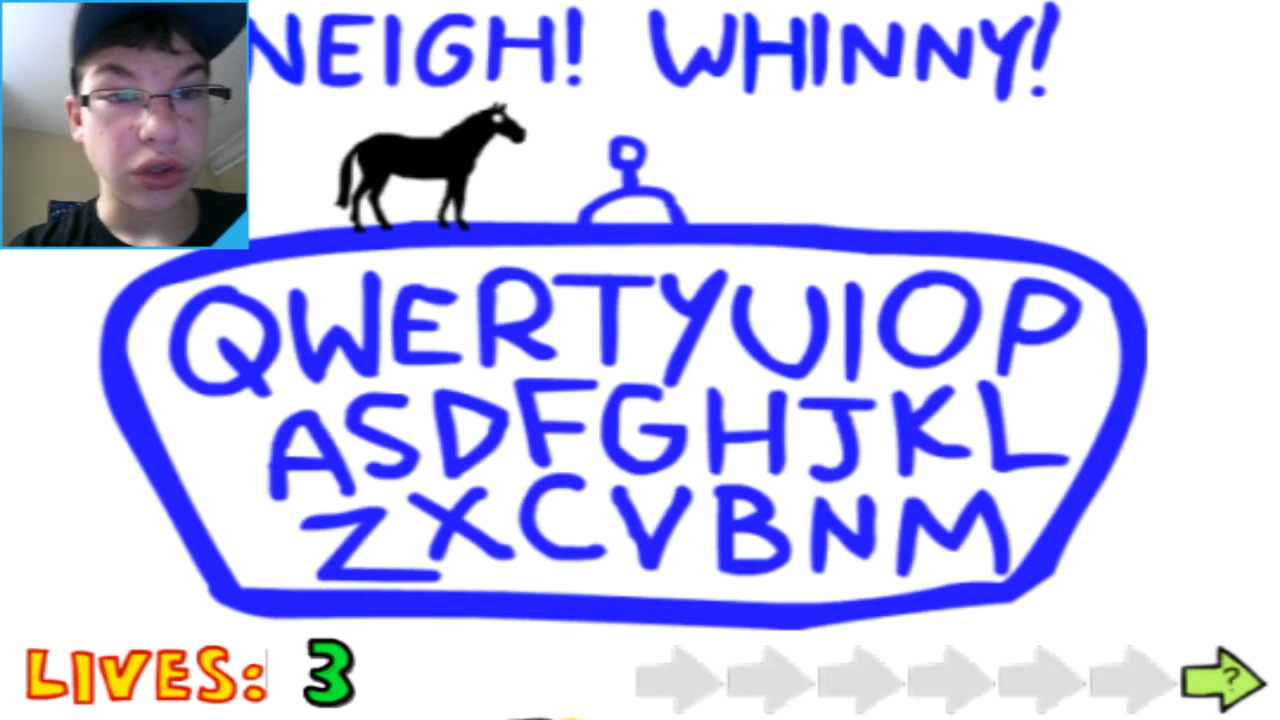 NEIGH! WHINNY!
QWERTYUIOP
ASDFGHJKL
ZXCVBNM
LIVES: 3
?